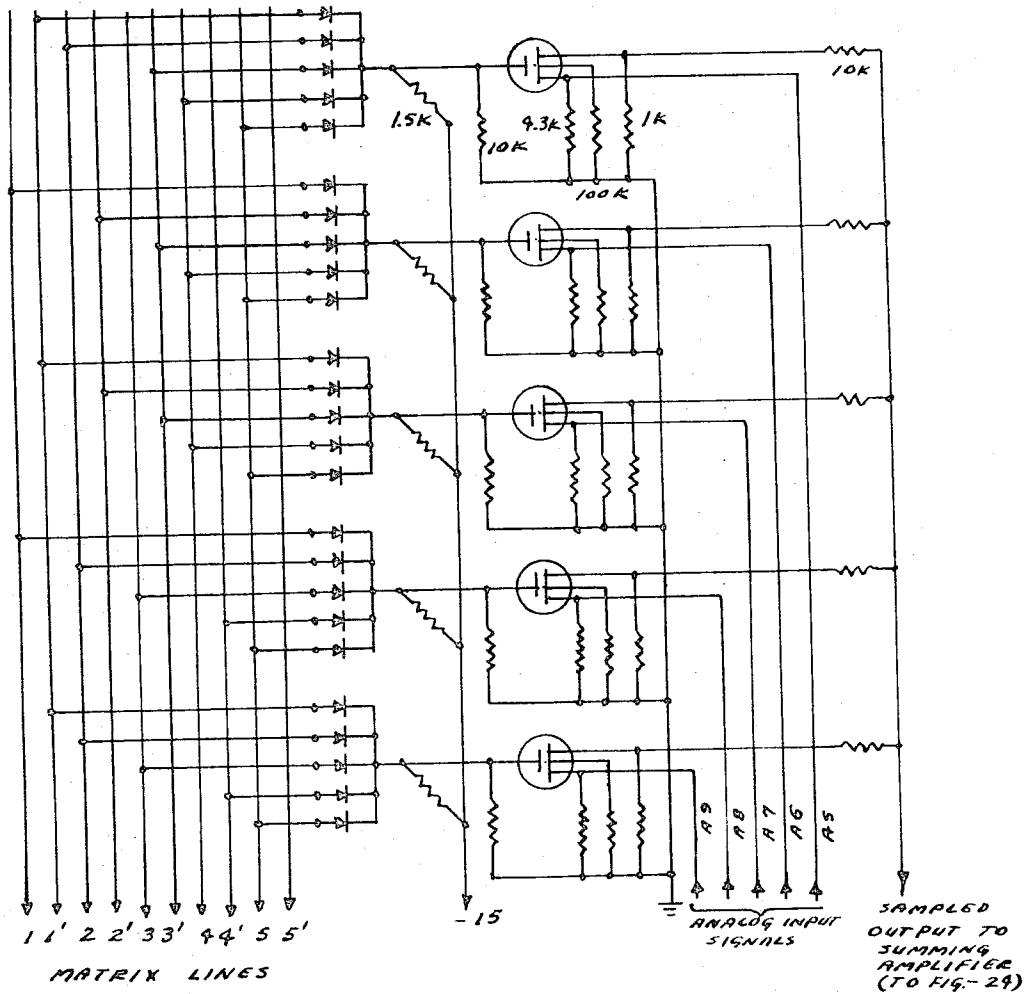 10K
1.5K
10K
4.3K
1K
100K
A9
A8
A7
A6
A5
1 1' 2 2' 3 3' 4 4' 5 5'
MATRIX LINES
-15
ANALOG INPUT
SIGNALS
SAMPLED
OUTPUT TO
SUMMING
AMPLIFIER
(TO FIG.-24)